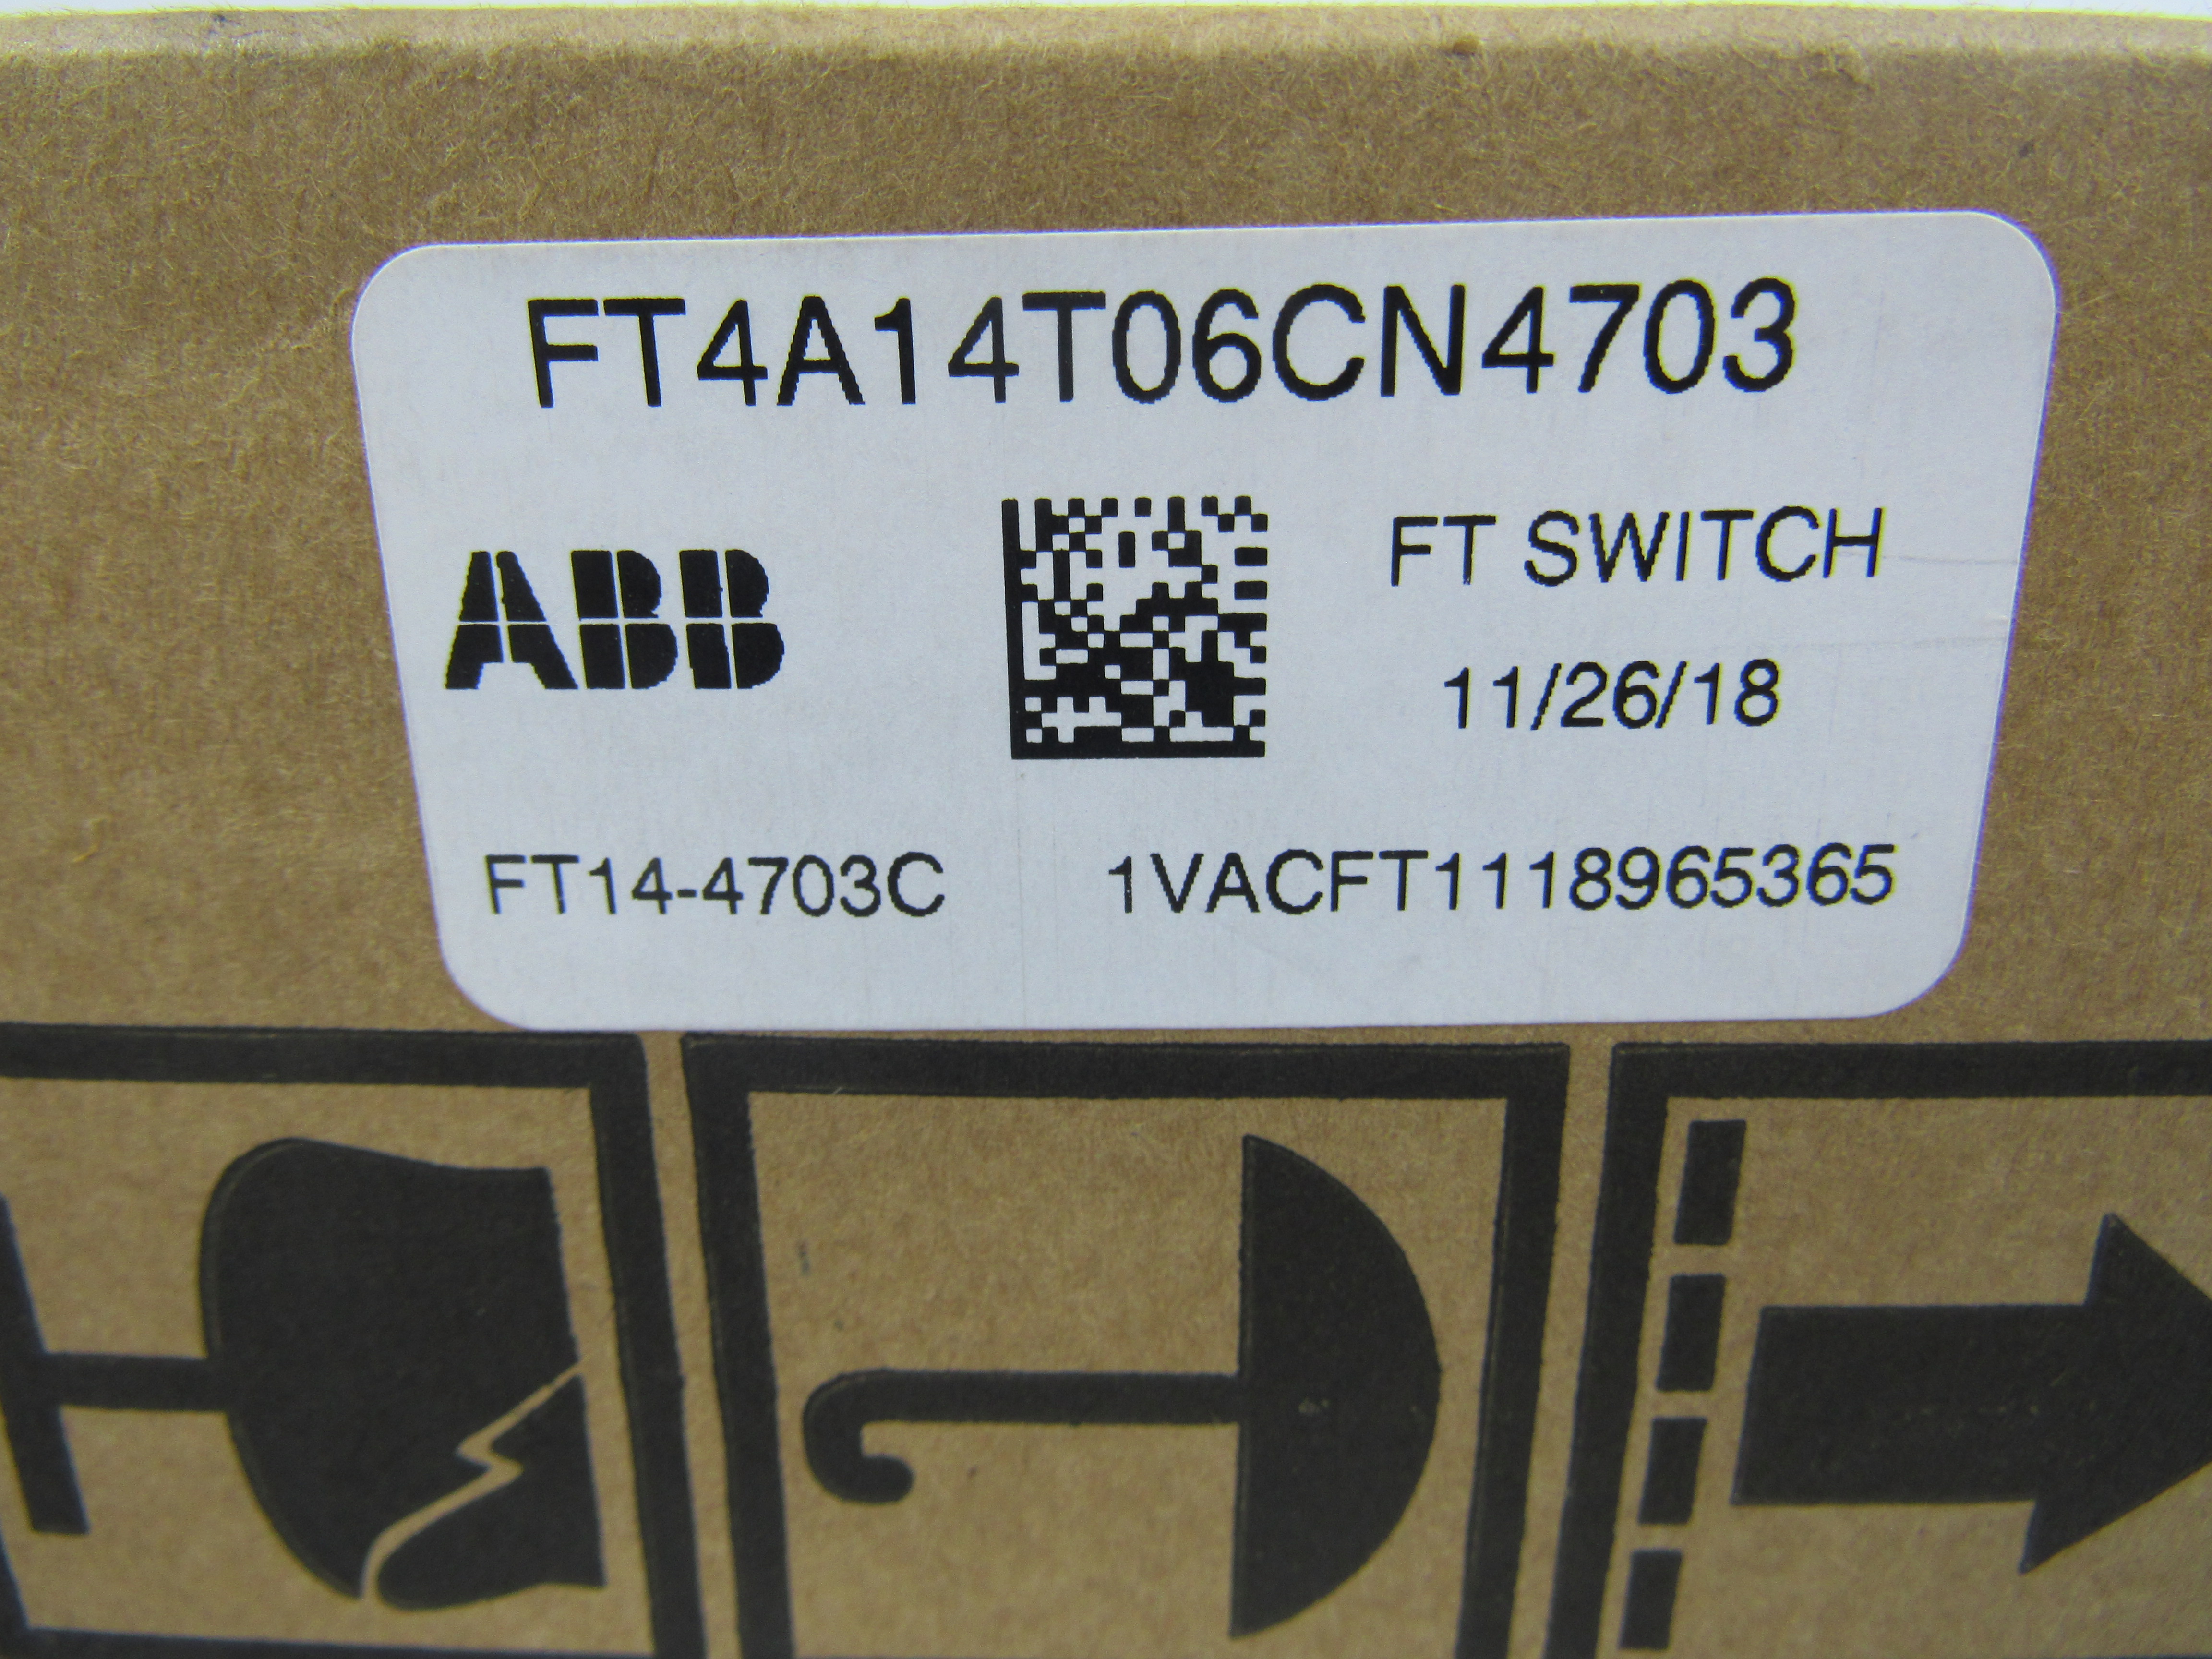 FT4A14T06CN4703
ABB
FT SWITCH
11/26/18
FT14-4703C 1VACFT1118965365